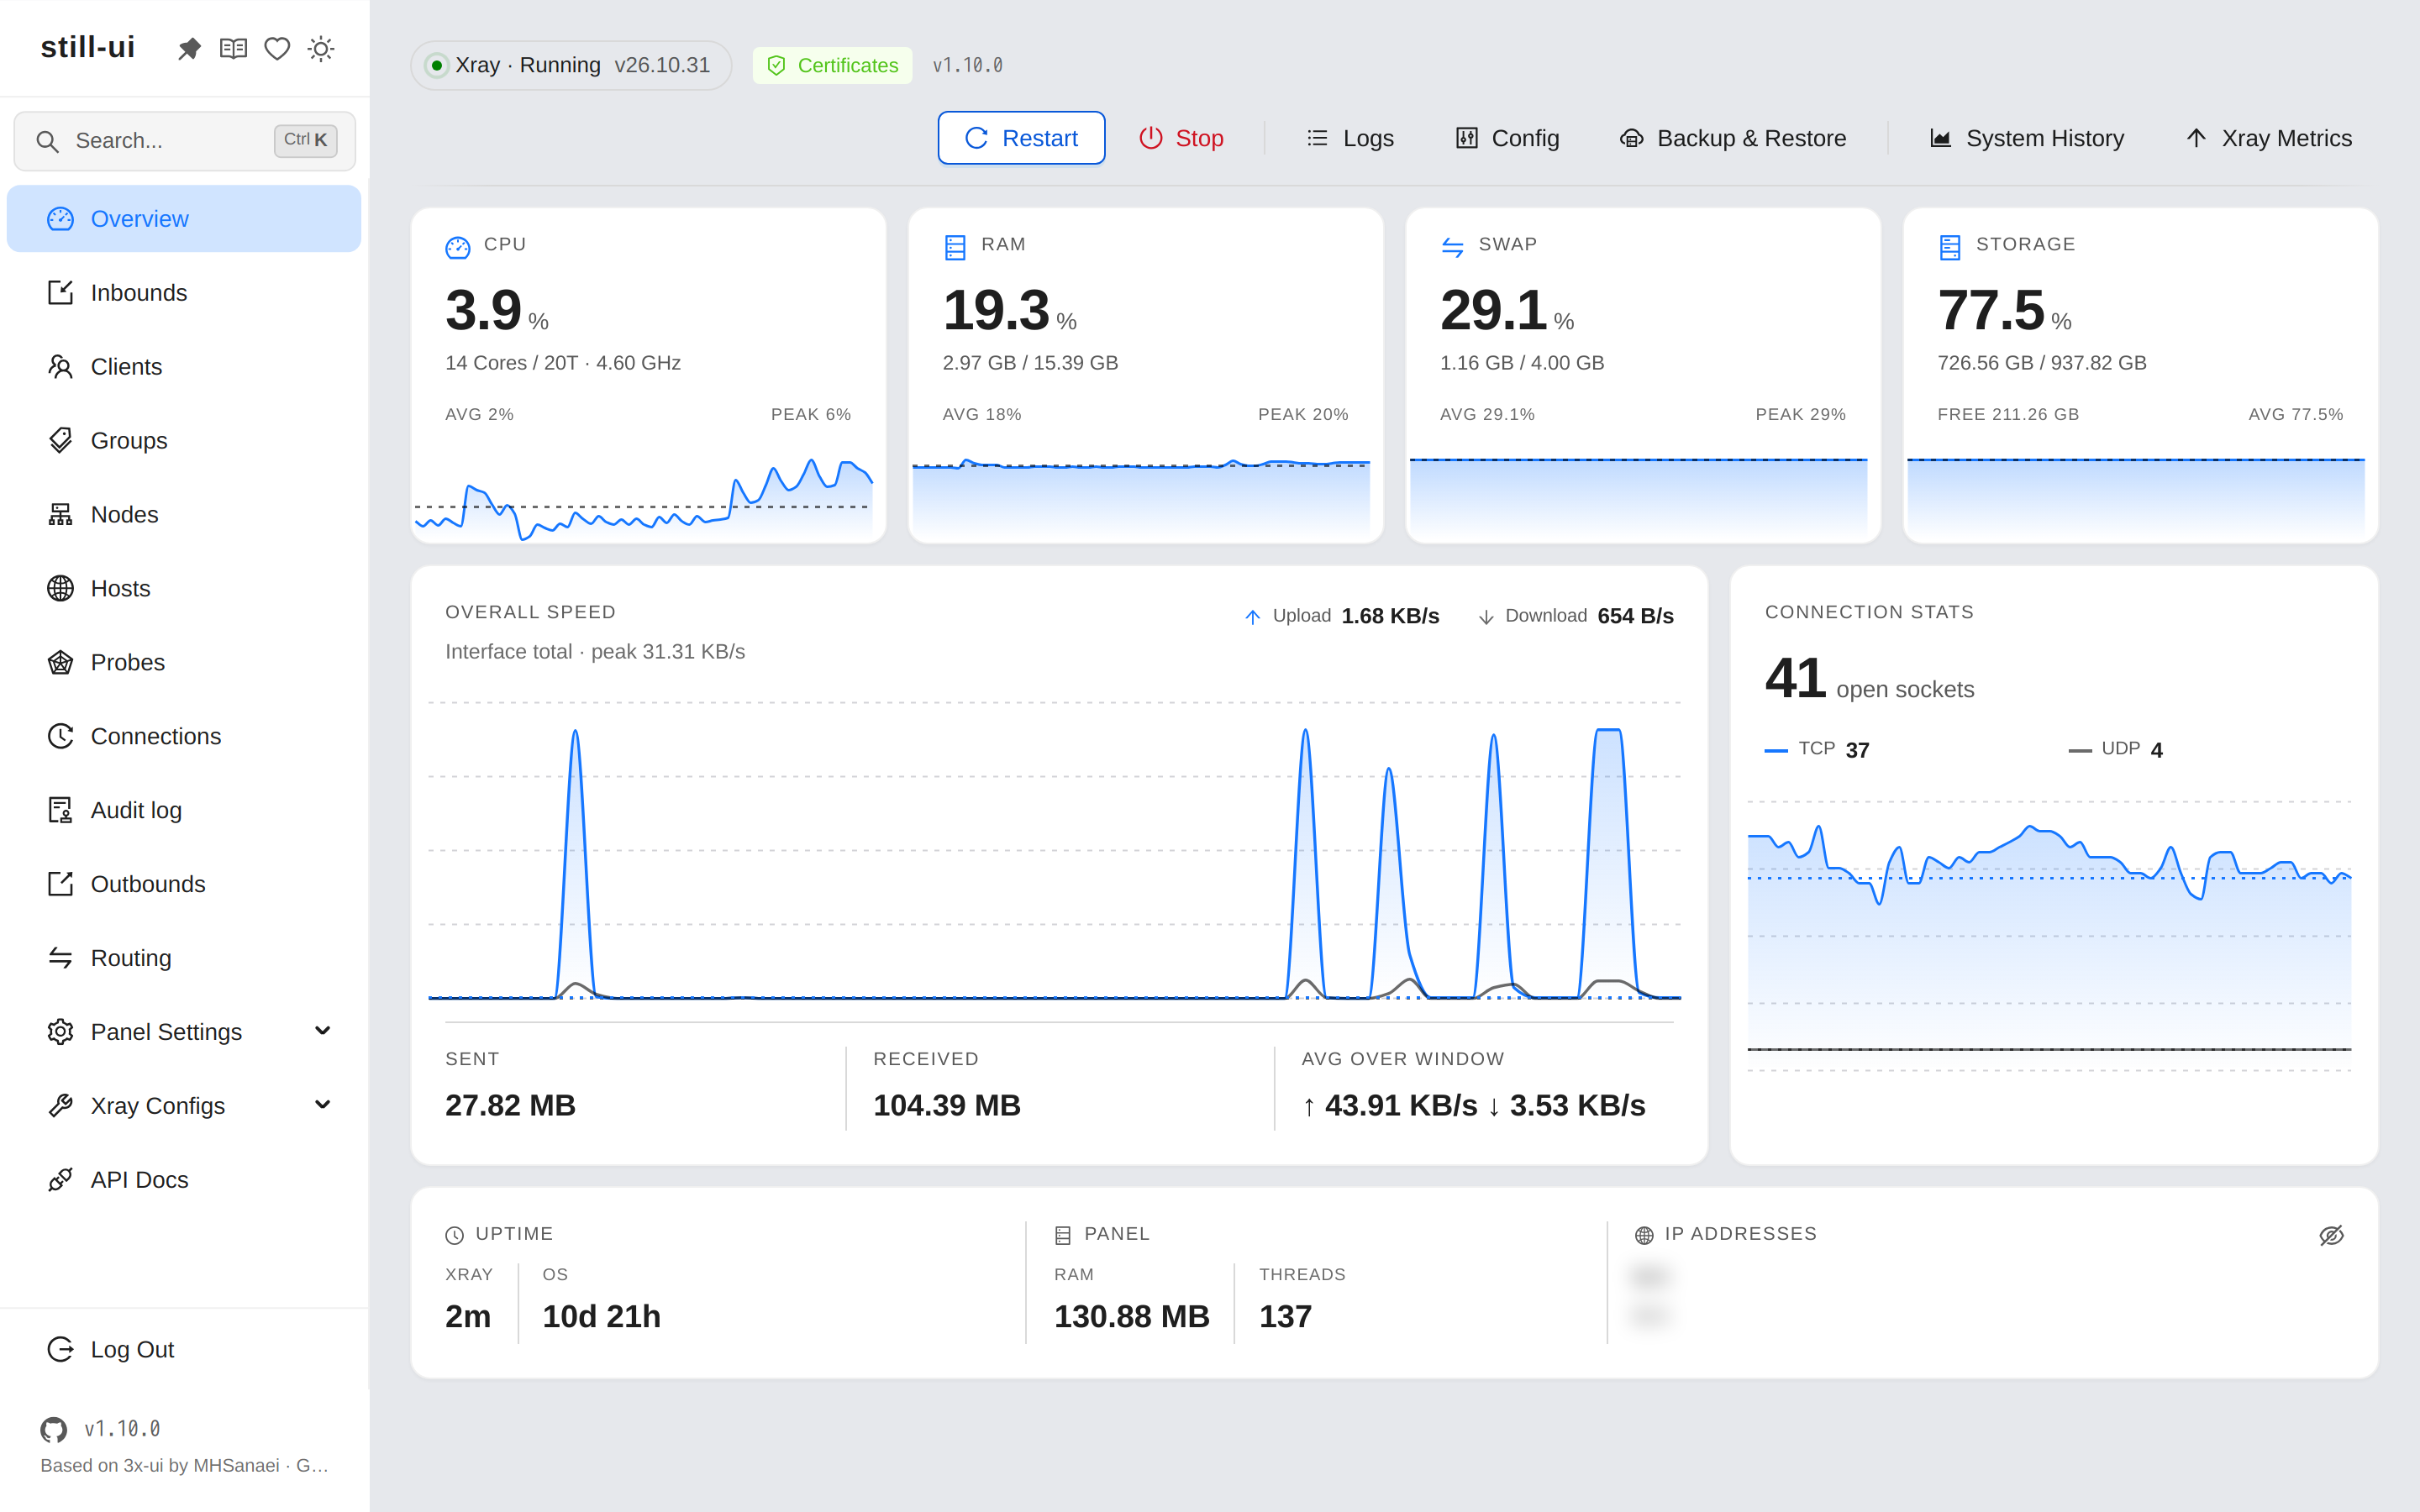 still-ui
Search...
Ctrl K
Overview
Inbounds
Clients
Groups
Nodes
Hosts
Probes
Connections
Audit log
Outbounds
Routing
Panel Settings
Xray Configs
API Docs
Log Out
v1.10.0
Based on 3x-ui by MHSanaei · G...
Xray · Running v26.10.31
Certificates
v1.10.0
Restart
Stop
Logs
Config
Backup & Restore
System History
Xray Metrics
CPU
3.9 %
14 Cores / 20T · 4.60 GHz
AVG 2% PEAK 6%
RAM
19.3 %
2.97 GB / 15.39 GB
AVG 18% PEAK 20%
SWAP
29.1 %
1.16 GB / 4.00 GB
AVG 29.1% PEAK 29%
STORAGE
77.5 %
726.56 GB / 937.82 GB
FREE 211.26 GB AVG 77.5%
OVERALL SPEED
↑ Upload 1.68 KB/s ↓ Download 654 B/s
Interface total · peak 31.31 KB/s
SENT
27.82 MB
RECEIVED
104.39 MB
AVG OVER WINDOW
↑ 43.91 KB/s ↓ 3.53 KB/s
CONNECTION STATS
41 open sockets
TCP 37
UDP 4
UPTIME
XRAY
2m
OS
10d 21h
PANEL
RAM
130.88 MB
THREADS
137
IP ADDRESSES